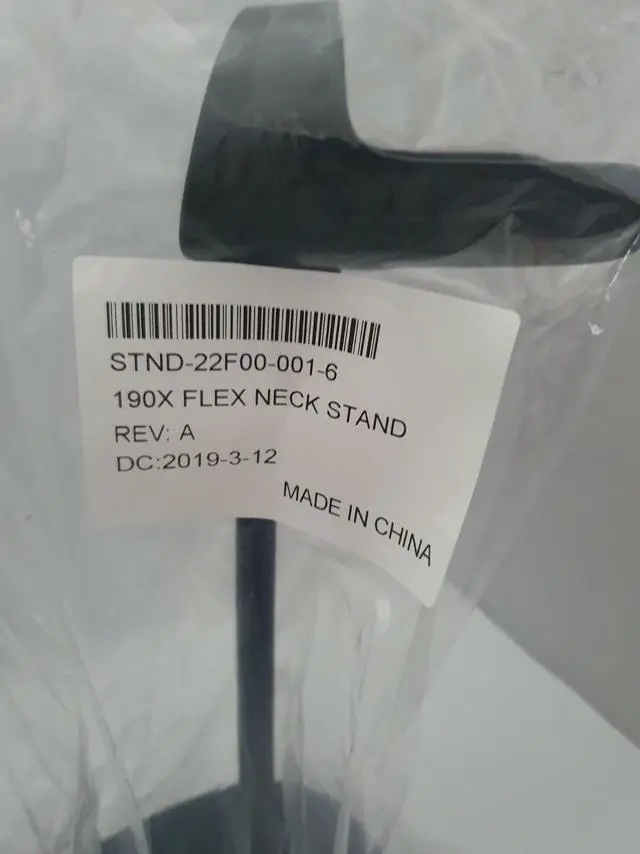 STND-22F00-001-6
190X FLEX NECK STAND
REV: A
DC:2019-3-12
MADE IN CHINA